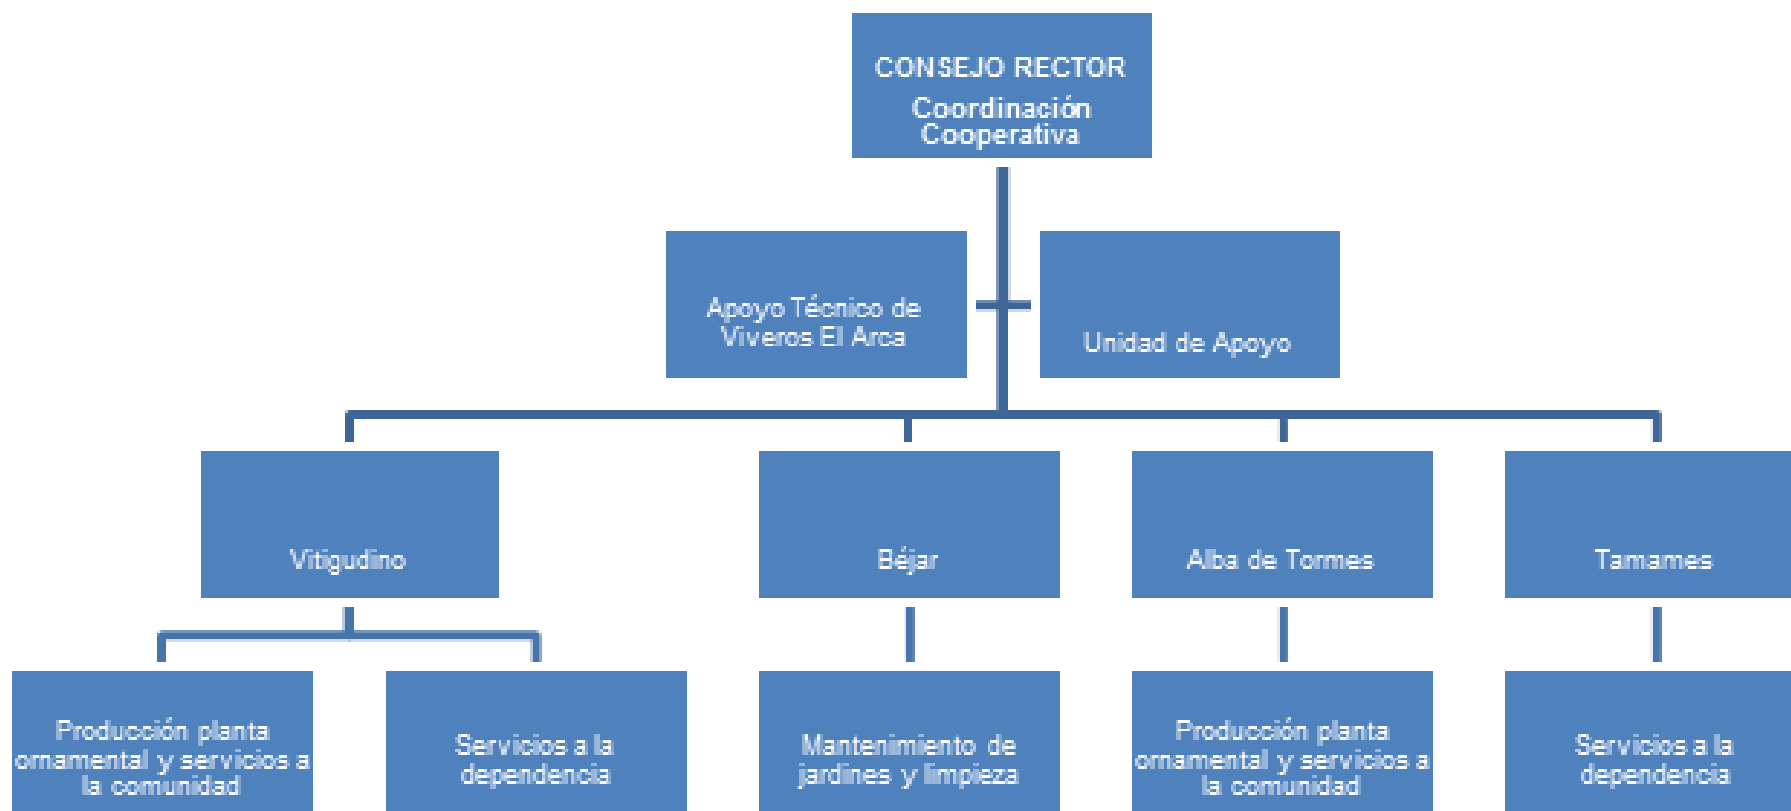 CONSEJO RECTOR
Coordinación
Cooperativa
Apoyo Técnico de
Viveros El Arca
Unidad de Apoyo
Vitigudino
Béjar
Alba de Tormes
Tamames
Producción planta
ornamental y servicios a
la comunidad
Servicios a la
dependencia
Mantenimiento de
jardines y limpieza
Producción planta
ornamental y servicios a
la comunidad
Servicios a la
dependencia